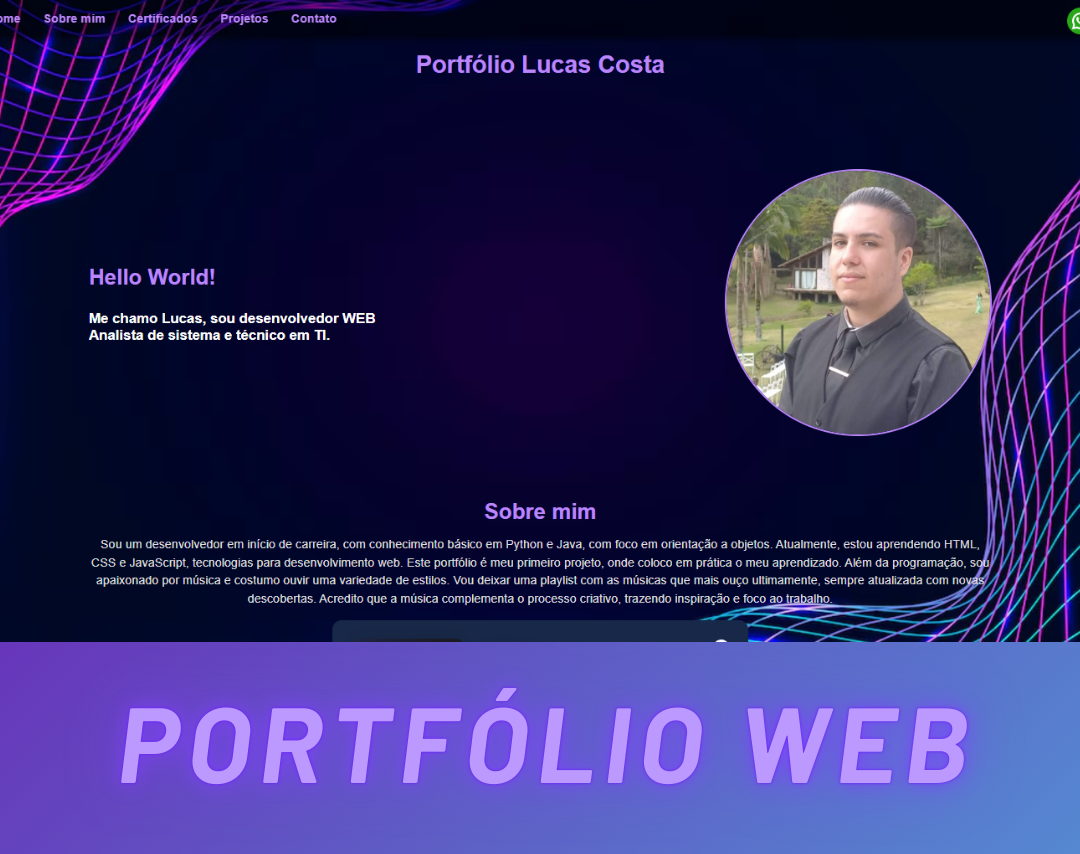 ome Sobre mim Certificados Projetos Contato
Portfólio Lucas Costa
Hello World!
Me chamo Lucas, sou desenvolvedor WEB
Analista de sistema e técnico em TI.
Sobre mim
Sou um desenvolvedor em início de carreira, com conhecimento básico em Python e Java, com foco em orientação a objetos. Atualmente, estou aprendendo HTML,
CSS e JavaScript, tecnologias para desenvolvimento web. Este portfólio é meu primeiro projeto, onde coloco em prática o meu aprendizado. Além da programação, sou
apaixonado por música e costumo ouvir uma variedade de estilos. Vou deixar uma playlist com as músicas que mais ouço ultimamente, sempre atualizada com novas
descobertas. Acredito que a música complementa o processo criativo, trazendo inspiração e foco ao trabalho.
PORTFÓLIO WEB